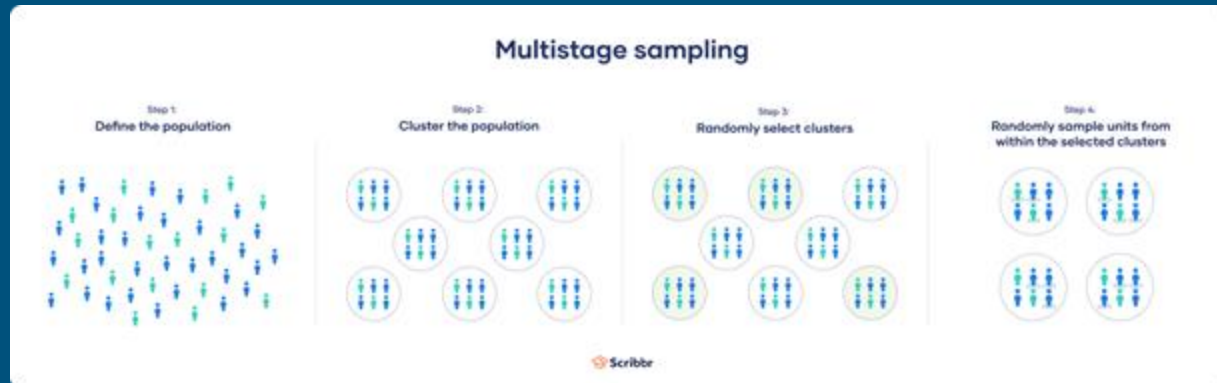 Multistage sampling
Step 1:
Define the population
Step 2:
Cluster the population
Step 3:
Randomly select clusters
Step 4:
Randomly sample units from
within the selected clusters
Scribbr